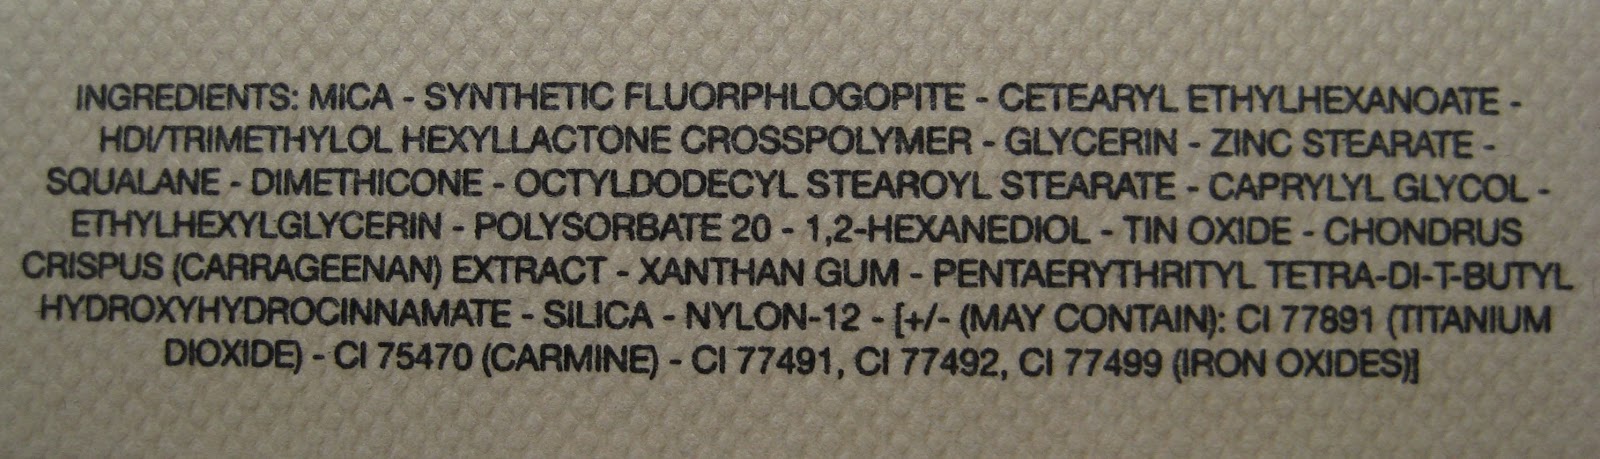 INGREDIENTS: MICA - SYNTHETIC FLUORPHLOGOPITE - CETEARYL ETHYLHEXANOATE -
HDI/TRIMETHYLOL HEXYLLACTONE CROSSPOLYMER - GLYCERIN - ZINC STEARATE -
SQUALANE - DIMETHICONE - OCTYLDODECYL STEAROYL STEARATE - CAPRYLYL GLYCOL -
ETHYLHEXYLGLYCERIN - POLYSORBATE 20 - 1,2-HEXANEDIOL - TIN OXIDE - CHONDRUS
CRISPUS (CARRAGEENAN) EXTRACT - XANTHAN GUM - PENTAERYTHRITYL TETRA-DI-T-BUTYL
HYDROXYHYDROCINNAMATE - SILICA - NYLON-12 - [+/- (MAY CONTAIN): CI 77891 (TITANIUM
DIOXIDE) - CI 75470 (CARMINE) - CI 77491, CI 77492, CI 77499 (IRON OXIDES)]